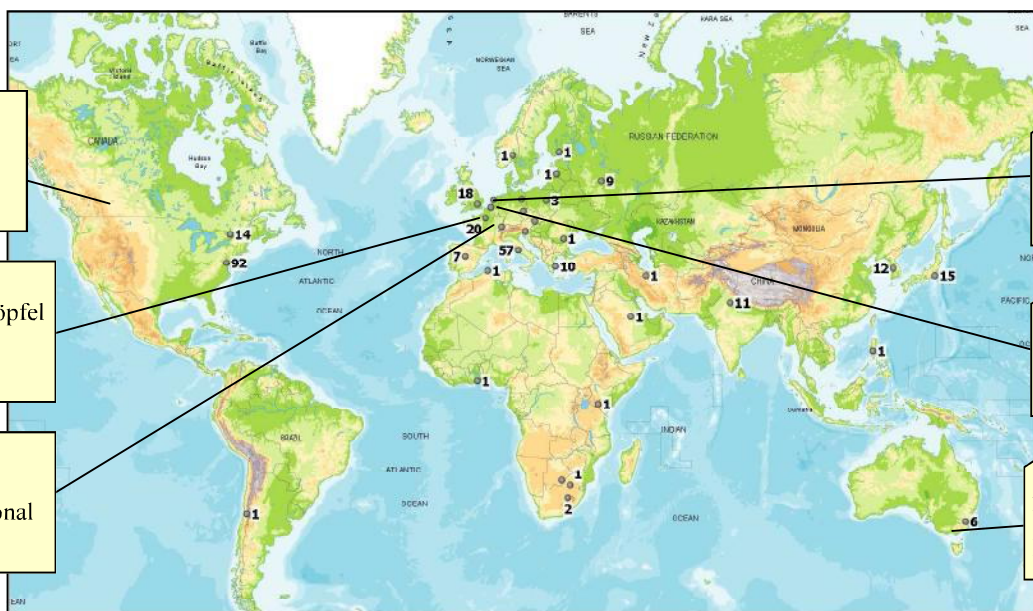 BARENTS
SEA
KARA SEA
SEA
Baffin
Bay
Victoria
Island
Baffin Island
NORWEGIAN
SEA
CANADA
RUSSIAN FEDERATION
Hudson
Bay
1
1
1
9
18
3
20
KAZAKHSTAN
MONGOLIA
14
1
57
NORTH
92
7
10
12
15
ATLANTIC
1
1
CHINA
11
PACIFIC
öpfel
OCEAN
1
1
1
1
INDIAN
BRAZIL
SOUTH
ATLANTIC
1
OCEAN
2
onal
1
OCEAN
6